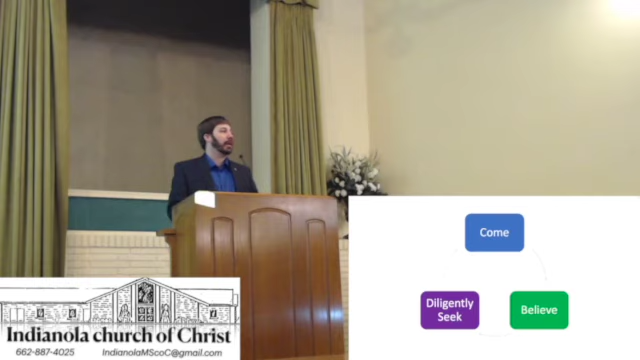 Come
Diligently
Seek
Believe
Indianola church of Christ
662-887-4025 IndianolaMScoC@gmail.com